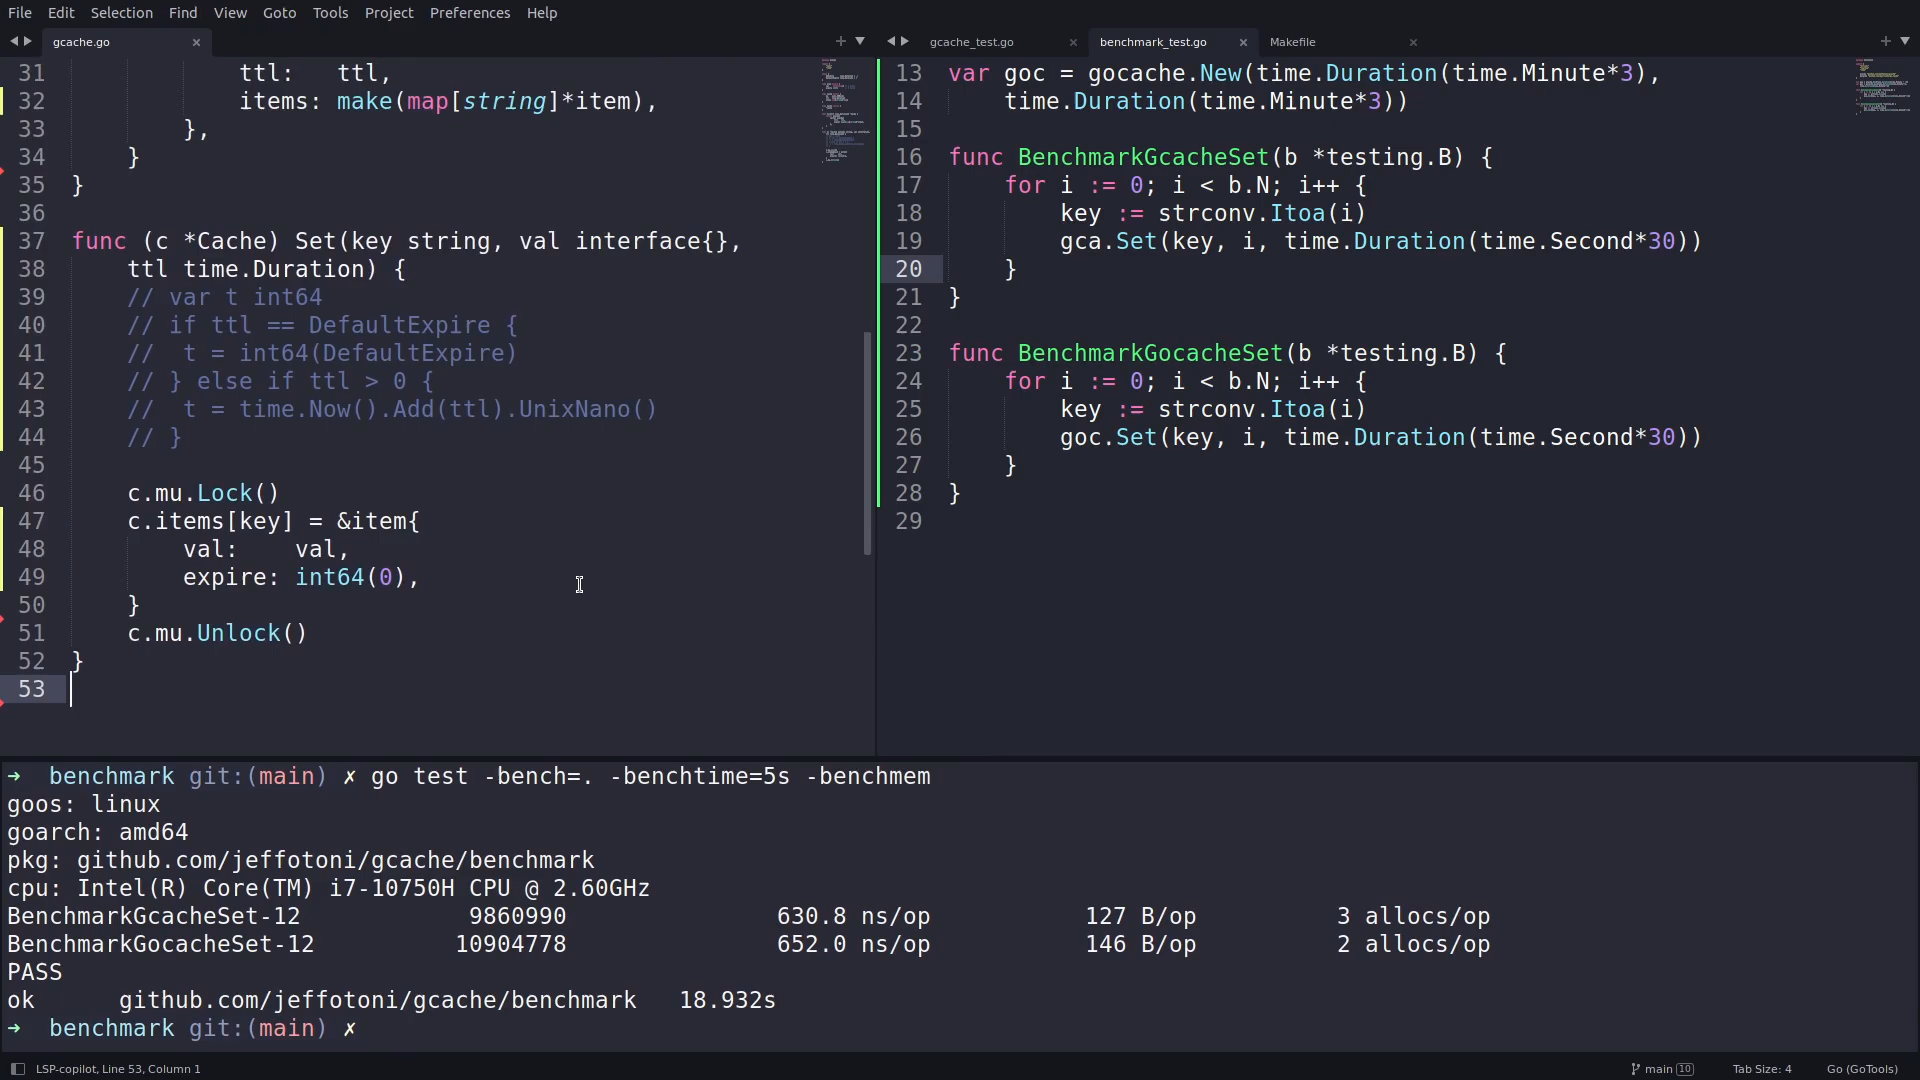 File Edit Selection Find View Goto Tools Project Preferences Help
gcache.go
gcache_test.go benchmark_test.go Makefile
31 ttl: ttl,
32 items: make(map[string]*item),
33 },
34 }
35 }
36
37 func (c *Cache) Set(key string, val interface{},
38 ttl time.Duration) {
39 // var t int64
40 // if ttl == DefaultExpire {
41 // t = int64(DefaultExpire)
42 // } else if ttl > 0 {
43 // t = time.Now().Add(ttl).UnixNano()
44 // }
45
46 c.mu.Lock()
47 c.items[key] = &item{
48 val: val,
49 expire: int64(0),
50 }
51 c.mu.Unlock()
52 }
53
13 var goc = gocache.New(time.Duration(time.Minute*3),
14 time.Duration(time.Minute*3))
15
16 func BenchmarkGcacheSet(b *testing.B) {
17 for i := 0; i < b.N; i++ {
18 key := strconv.Itoa(i)
19 gca.Set(key, i, time.Duration(time.Second*30))
20 }
21 }
22
23 func BenchmarkGocacheSet(b *testing.B) {
24 for i := 0; i < b.N; i++ {
25 key := strconv.Itoa(i)
26 goc.Set(key, i, time.Duration(time.Second*30))
27 }
28 }
29
➜ benchmark git:(main) ✗ go test -bench=. -benchtime=5s -benchmem
goos: linux
goarch: amd64
pkg: github.com/jeffotoni/gcache/benchmark
cpu: Intel(R) Core(TM) i7-10750H CPU @ 2.60GHz
BenchmarkGcacheSet-12 9860990 630.8 ns/op 127 B/op 3 allocs/op
BenchmarkGocacheSet-12 10904778 652.0 ns/op 146 B/op 2 allocs/op
PASS
ok github.com/jeffotoni/gcache/benchmark 18.932s
➜ benchmark git:(main) ✗
LSP-copilot, Line 53, Column 1 main 10 Tab Size: 4 Go (GoTools)